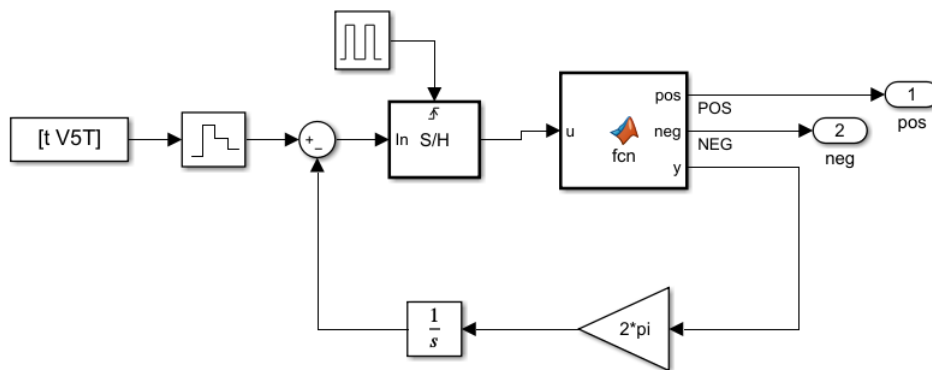 [t V5T]
+
−
In S/H
u
pos
neg
y
fcn
POS
NEG
1
pos
2
neg
1
s
2*pi